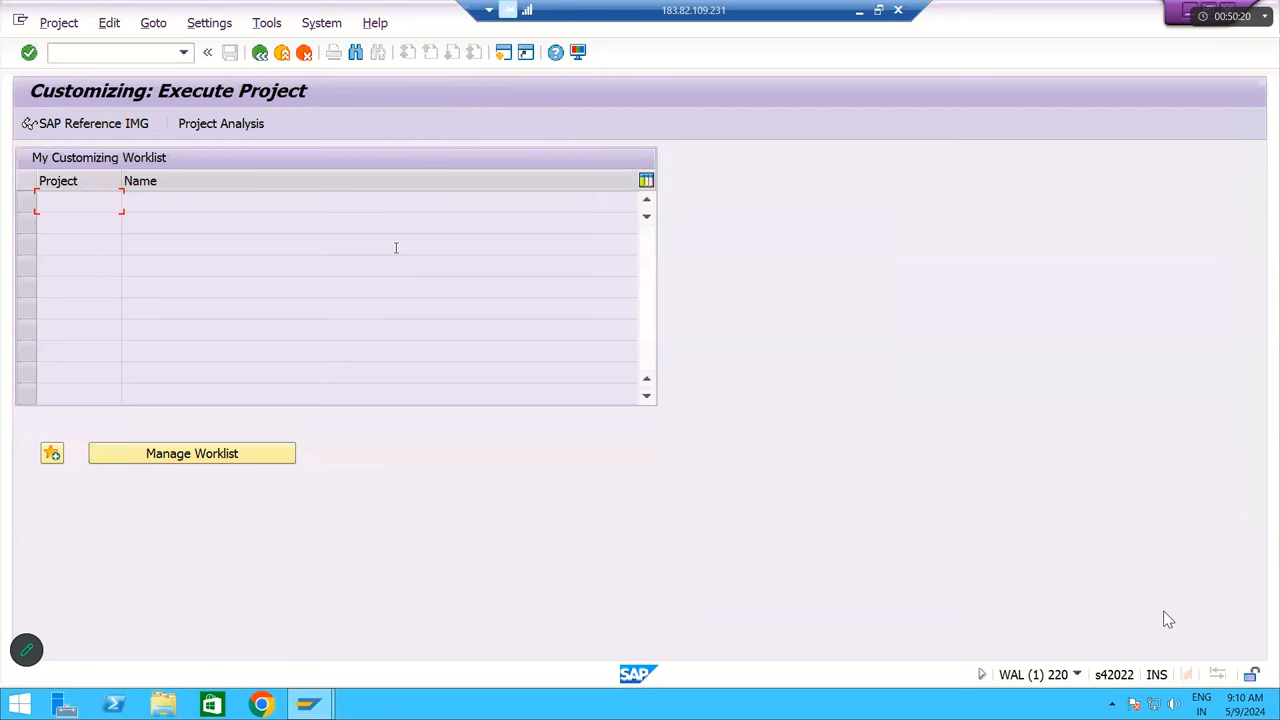 Project Edit Goto Settings Tools System Help
183.82.109.231
00:50:20
Customizing: Execute Project
SAP Reference IMG Project Analysis
My Customizing Worklist
Project Name
Manage Worklist
SAP
WAL (1) 220 s42022 INS
ENG 9:10 AM
IN 5/9/2024